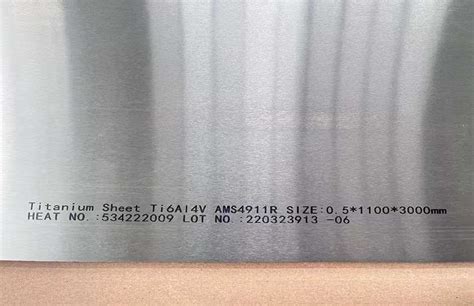 Titanium Sheet Ti6Al4V AMS4911R SIZE:0.5*1100*3000mm
HEAT NO.:534222009 LOT NO.:220323913 -06